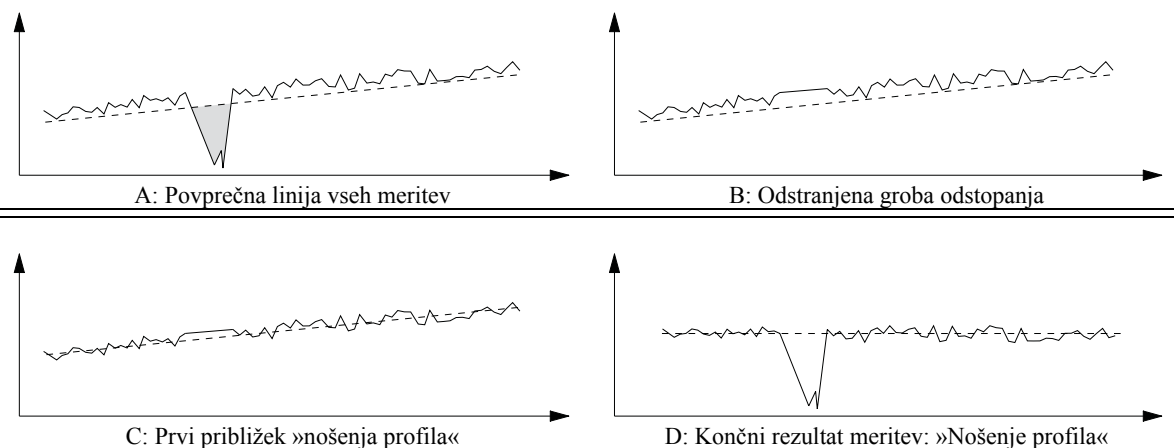 A: Povprečna linija vseh meritev
B: Odstranjena groba odstopanja
C: Prvi približek »nošenja profila«
D: Končni rezultat meritev: »Nošenje profila«